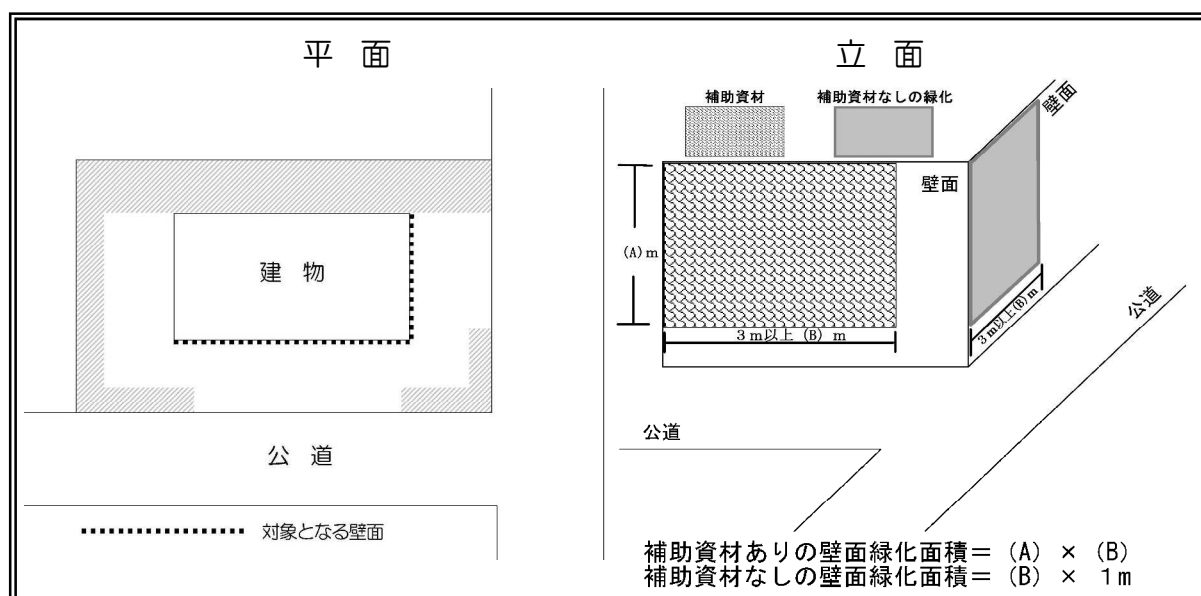 平 面
建 物
公 道
対象となる壁面
立 面
補助資材
補助資材なしの緑化
壁面
壁面
(A)m
3m以上 (B) m
3m以上(B)m
公道
公道
補助資材ありの壁面緑化面積= (A) × (B)
補助資材なしの壁面緑化面積= (B) × 1m